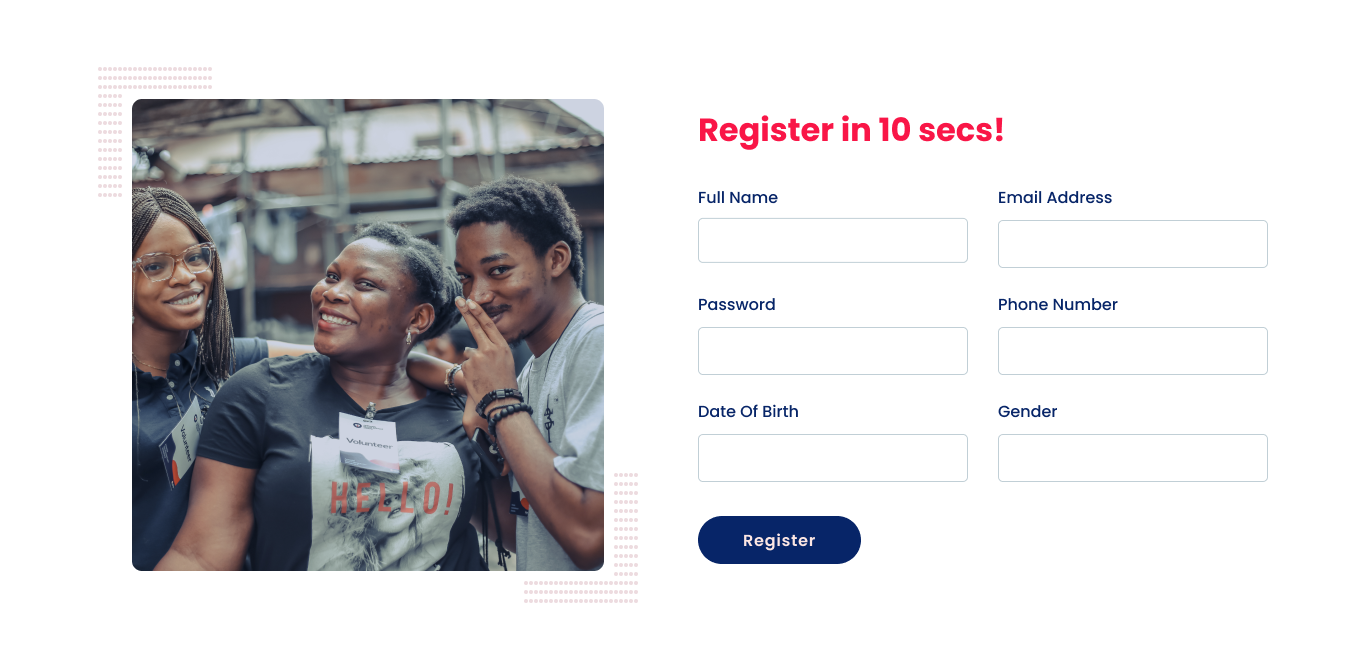 Register in 10 secs!
Full Name
Email Address
Password
Phone Number
Date Of Birth
Gender
Register
Volunteer
Volunteer
HELLO!